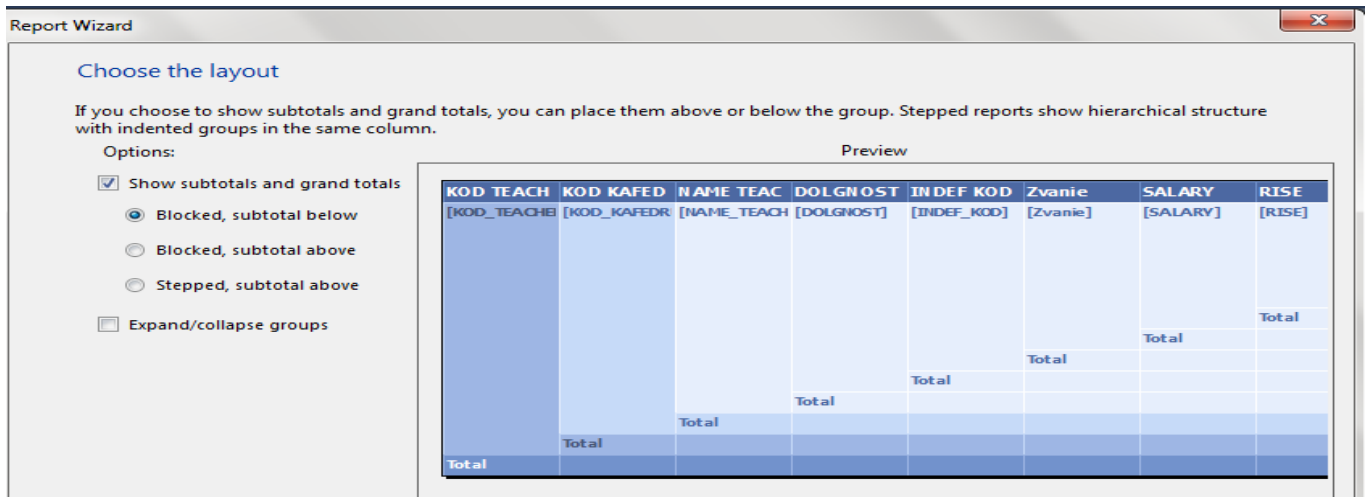 Report Wizard
Choose the layout
If you choose to show subtotals and grand totals, you can place them above or below the group. Stepped reports show hierarchical structure
with indented groups in the same column.
Options:
Preview
Show subtotals and grand totals
Blocked, subtotal below
Blocked, subtotal above
Stepped, subtotal above
Expand/collapse groups
KOD TEACH KOD KAFED NAME TEAC DOLGNOST INDEF KOD Zvanie SALARY RISE
[KOD_TEACHE [KOD_KAFEDR [NAME_TEACH [DOLGNOST] [INDEF_KOD] [Zvanie] [SALARY] [RISE]
Total
Total
Total
Total
Total
Total
Total
Total